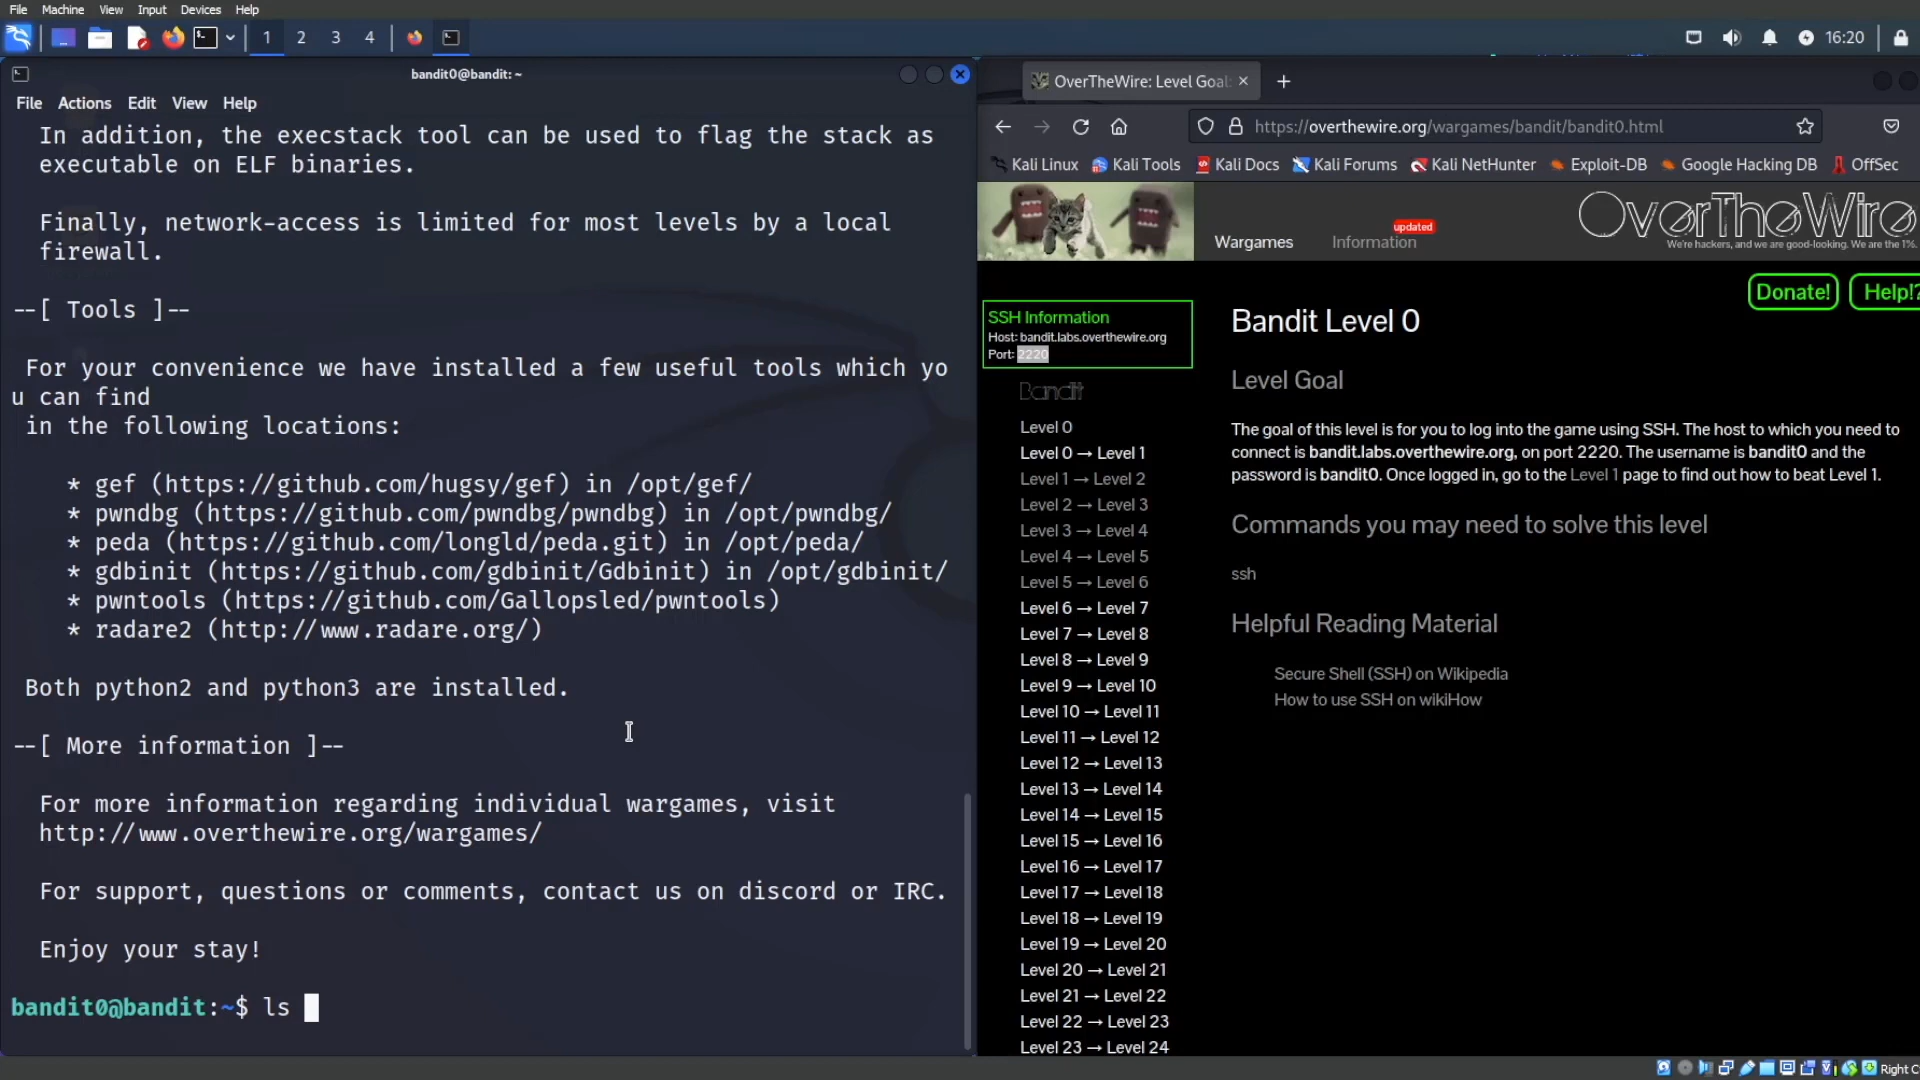 File Machine View Input Devices Help
1 2 3 4
16:20
bandit0@bandit: ~
File Actions Edit View Help
In addition, the execstack tool can be used to flag the stack as
executable on ELF binaries.
Finally, network-access is limited for most levels by a local
firewall.
--[ Tools ]--
For your convenience we have installed a few useful tools which yo
u can find
in the following locations:
* gef (https://github.com/hugsy/gef) in /opt/gef/
* pwndbg (https://github.com/pwndbg/pwndbg) in /opt/pwndbg/
* peda (https://github.com/longld/peda.git) in /opt/peda/
* gdbinit (https://github.com/gdbinit/Gdbinit) in /opt/gdbinit/
* pwntools (https://github.com/Gallopsled/pwntools)
* radare2 (http://www.radare.org/)
Both python2 and python3 are installed.
--[ More information ]--
For more information regarding individual wargames, visit
http://www.overthewire.org/wargames/
For support, questions or comments, contact us on discord or IRC.
Enjoy your stay!
bandit0@bandit:~$ ls
OverTheWire: Level Goal
https://overthewire.org/wargames/bandit/bandit0.html
Kali Linux Kali Tools Kali Docs Kali Forums Kali NetHunter Exploit-DB Google Hacking DB OffSec
Wargames
Information
updated
OverTheWire
We're hackers, and we are good-looking. We are the 1%.
Donate!
Help!?
SSH Information
Host: bandit.labs.overthewire.org
Port: 2220
Bandit
Level 0
Level 0 → Level 1
Level 1 → Level 2
Level 2 → Level 3
Level 3 → Level 4
Level 4 → Level 5
Level 5 → Level 6
Level 6 → Level 7
Level 7 → Level 8
Level 8 → Level 9
Level 9 → Level 10
Level 10 → Level 11
Level 11 → Level 12
Level 12 → Level 13
Level 13 → Level 14
Level 14 → Level 15
Level 15 → Level 16
Level 16 → Level 17
Level 17 → Level 18
Level 18 → Level 19
Level 19 → Level 20
Level 20 → Level 21
Level 21 → Level 22
Level 22 → Level 23
Level 23 → Level 24
Bandit Level 0
Level Goal
The goal of this level is for you to log into the game using SSH. The host to which you need to
connect is bandit.labs.overthewire.org, on port 2220. The username is bandit0 and the
password is bandit0. Once logged in, go to the Level 1 page to find out how to beat Level 1.
Commands you may need to solve this level
ssh
Helpful Reading Material
Secure Shell (SSH) on Wikipedia
How to use SSH on wikiHow
Right C